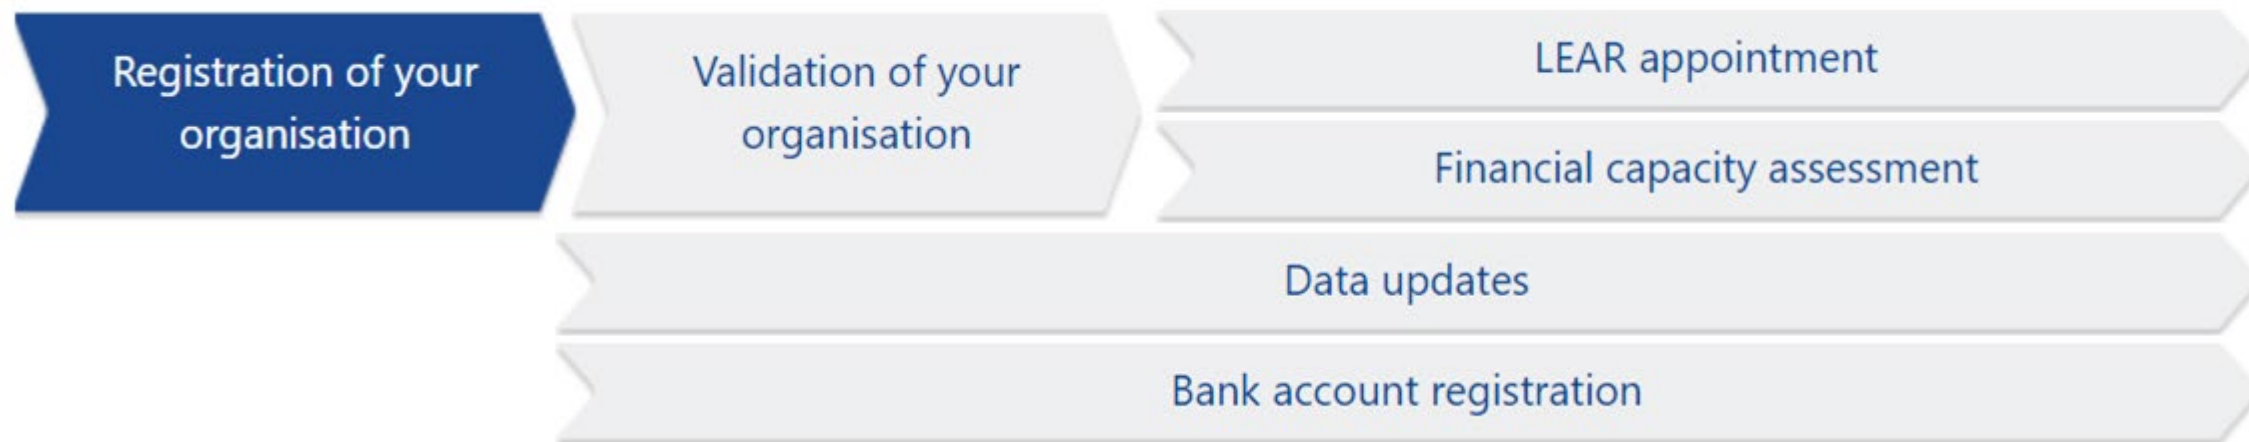 Registration of your
organisation
Validation of your
organisation
LEAR appointment
Financial capacity assessment
Data updates
Bank account registration